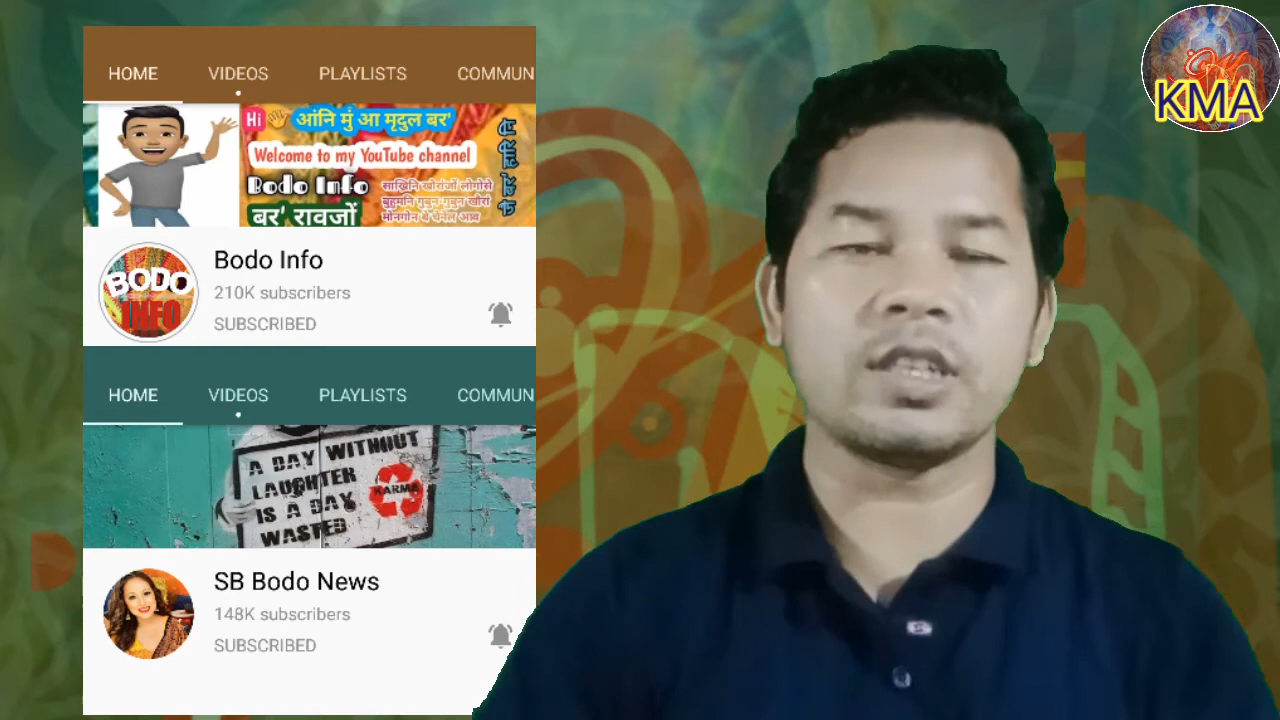 KMA
HOME VIDEOS PLAYLISTS COMMUN
Hi आंनि मुं आ मृदुल बर'
Welcome to my YouTube channel
Bodo Info
बर' रावजों
Bodo Info
210K subscribers
SUBSCRIBED
BODO
INFO
HOME VIDEOS PLAYLISTS COMMUN
A DAY WITHOUT
LAUGHTER
IS A DAY
WASTED
KARMA
SB Bodo News
148K subscribers
SUBSCRIBED